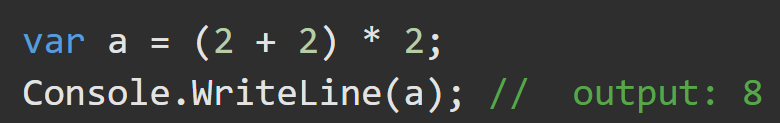 var a = (2 + 2) * 2;
Console.WriteLine(a); //  output: 8